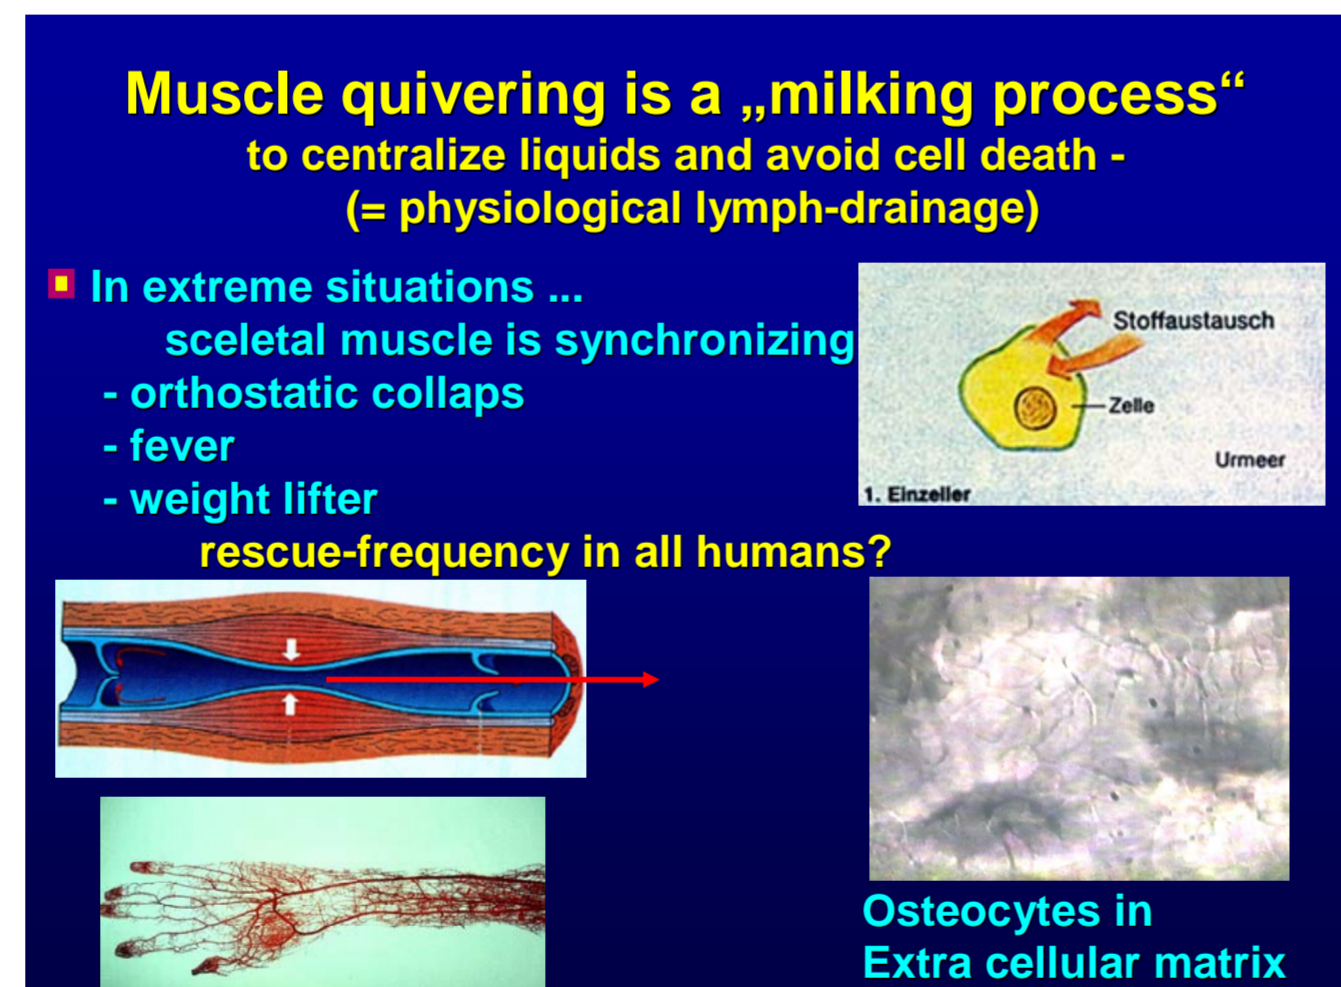 Muscle quivering is a „milking process“
to centralize liquids and avoid cell death -
(= physiological lymph-drainage)
In extreme situations ...
sceletal muscle is synchronizing
- orthostatic collaps
- fever
- weight lifter
rescue-frequency in all humans?
Stoffaustausch
Zelle
Urmeer
1. Einzeller
Osteocytes in
Extra cellular matrix